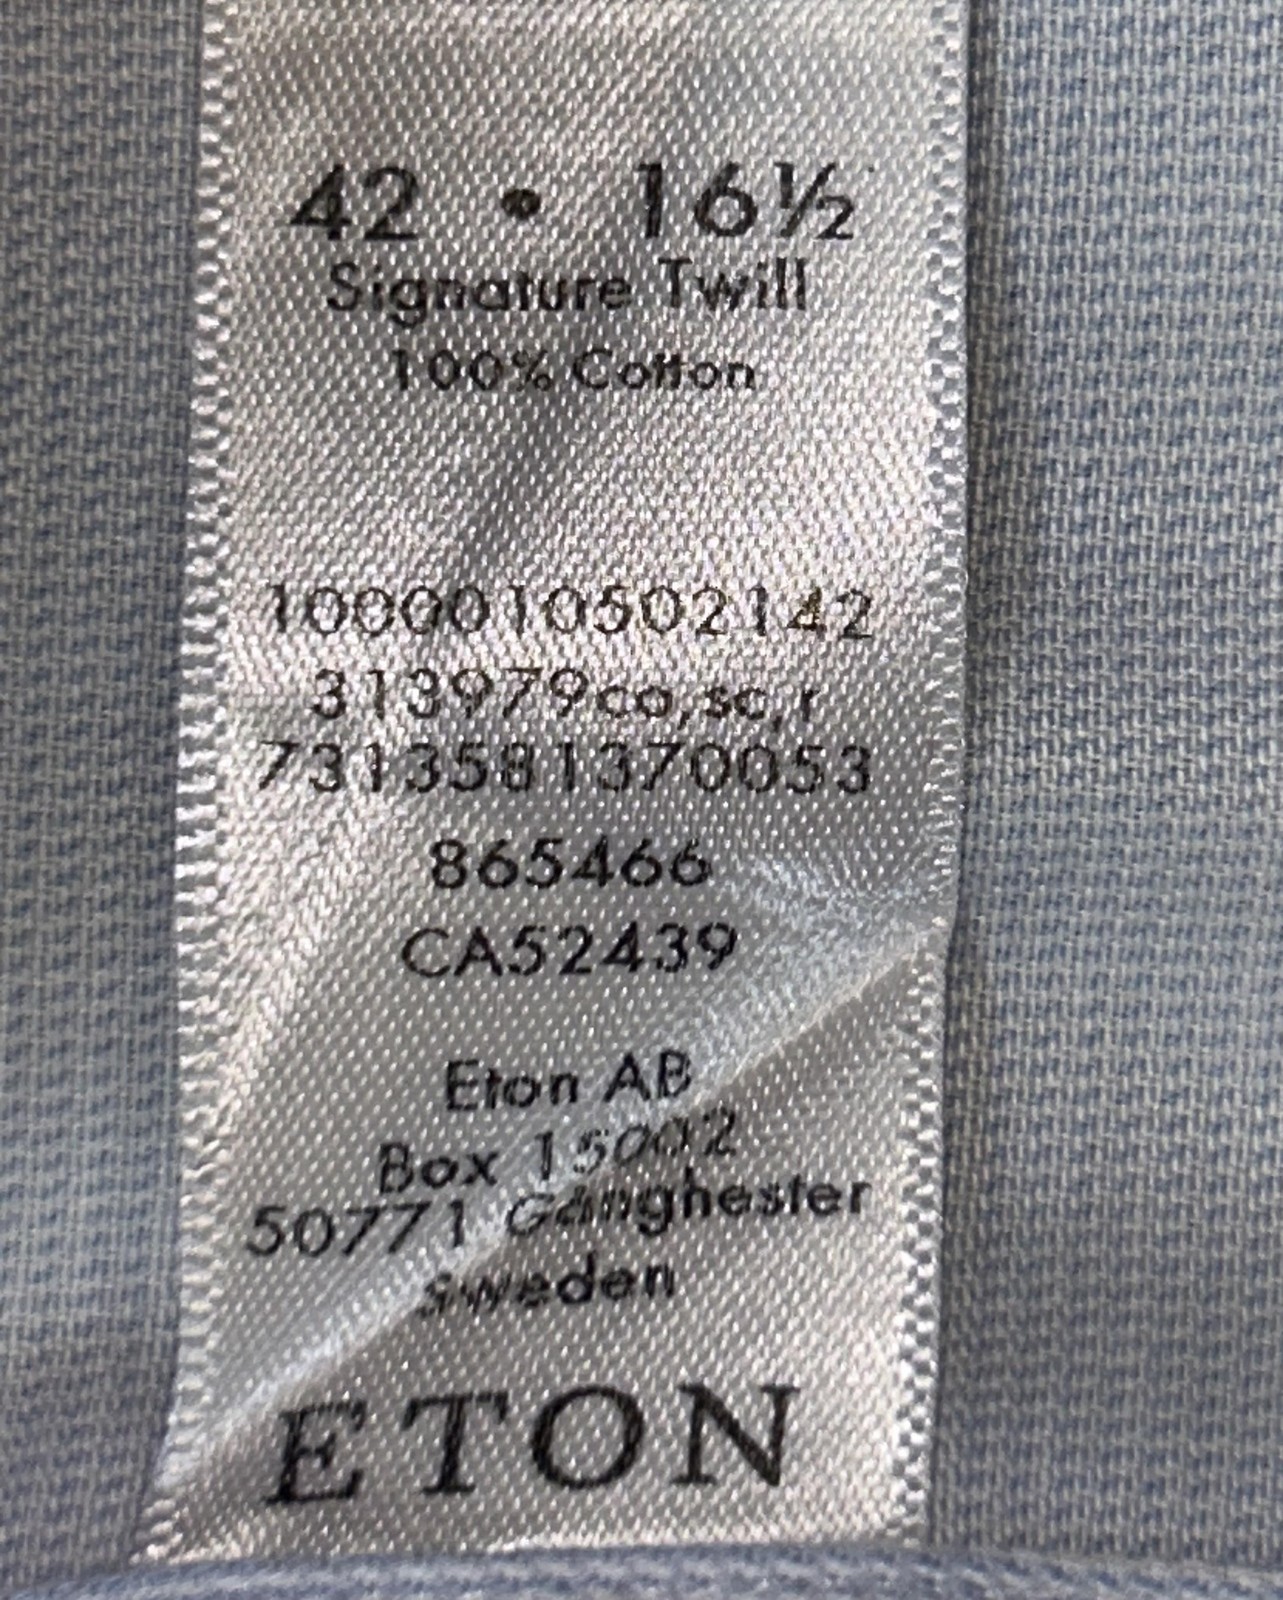 42 • 16½
Signature Twill
100% Cotton
1000010502142
313979co,sc,r
7313581370053
865466
CA52439
Eton AB
Box 15002
50771 Gånghester
sweden
ETON